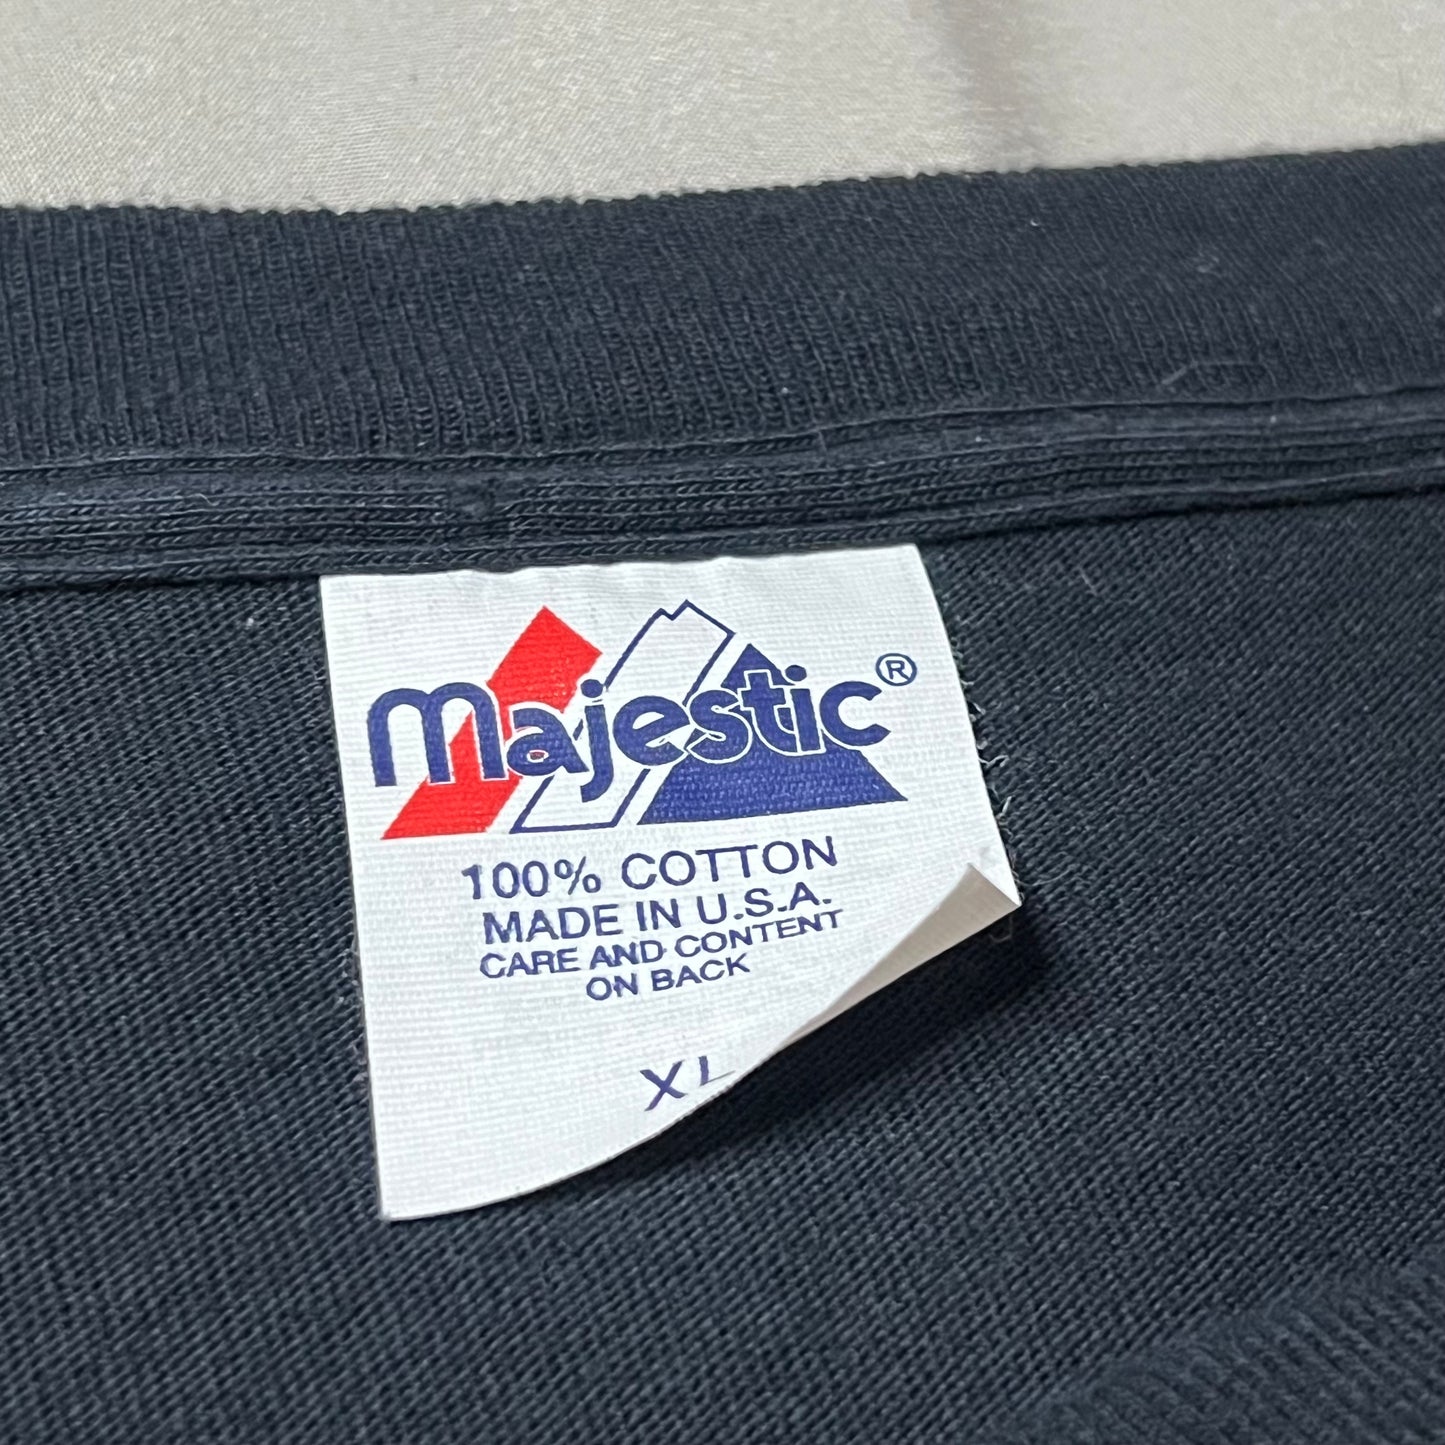 majestic®
100% COTTON
MADE IN U.S.A.
CARE AND CONTENT
ON BACK
XL